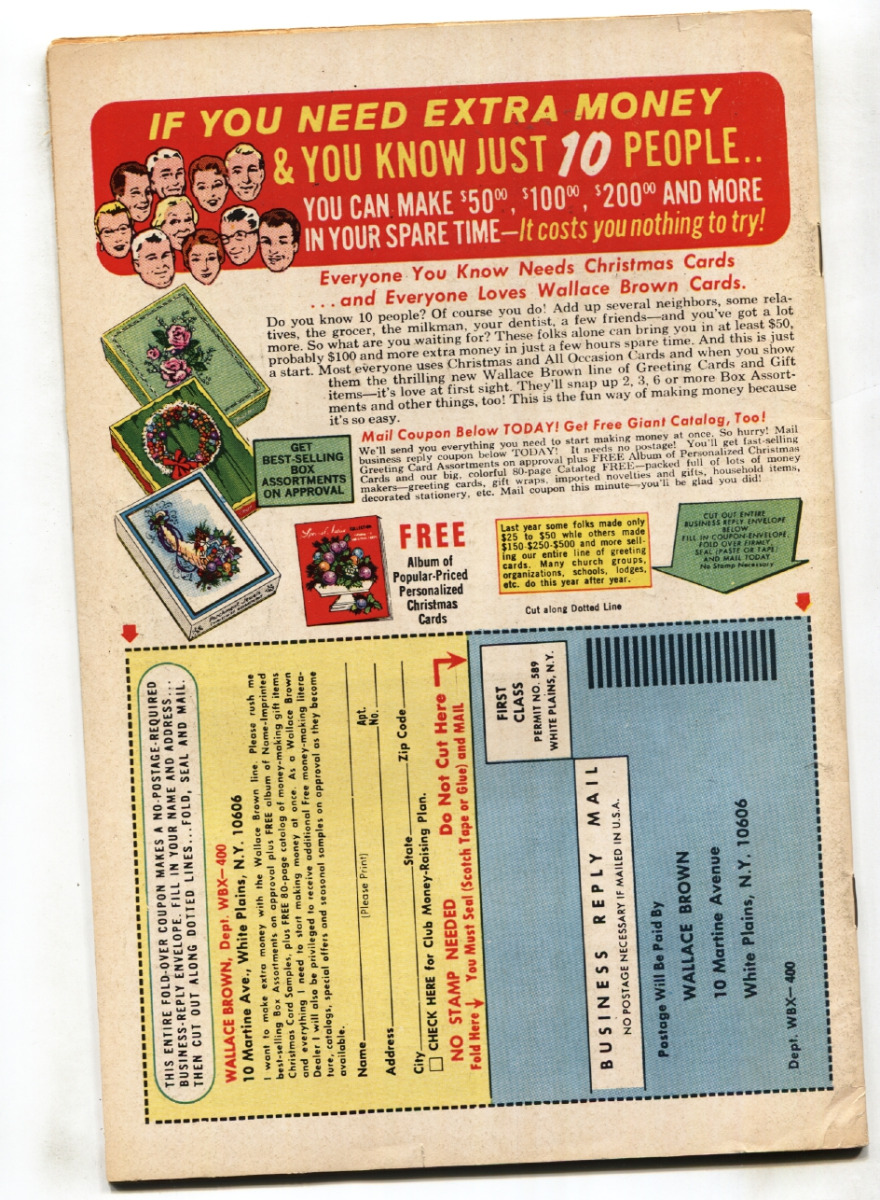 IF YOU NEED EXTRA MONEY
& YOU KNOW JUST 10 PEOPLE..
YOU CAN MAKE $50⁰⁰, $100⁰⁰, $200⁰⁰ AND MORE
IN YOUR SPARE TIME—It costs you nothing to try!
Everyone You Know Needs Christmas Cards
...and Everyone Loves Wallace Brown Cards.
Do you know 10 people? Of course you do! Add up several neighbors, some rela-
tives, the grocer, the milkman, your dentist, a few friends—and you've got a lot
more. So what are you waiting for? These folks alone can bring you in at least $50,
probably $100 and more extra money in just a few hours spare time. And this is just
a start. Most everyone uses Christmas and All Occasion Cards and when you show
them the thrilling new Wallace Brown line of Greeting Cards and Gift
items—it's love at first sight. They'll snap up 2, 3, 6 or more Box Assort-
ments and other things, too! This is the fun way of making money because
it's so easy.
Mail Coupon Below TODAY! Get Free Giant Catalog, Too!
We'll send you everything you need to start making money at once. So hurry! Mail
business reply coupon below TODAY! It needs no postage! You'll get fast-selling
Greeting Card Assortments on approval plus FREE Album of Personalized Christmas
Cards and our big, colorful 80-page Catalog FREE—packed full of lots of money
makers—greeting cards, gift wraps, imported novelties and gifts, household items,
decorated stationery, etc. Mail coupon this minute—you'll be glad you did!
GET
BEST-SELLING
BOX
ASSORTMENTS
ON APPROVAL
FREE
Album of
Popular-Priced
Personalized
Christmas
Cards
Last year some folks made only
$25 to $50 whle others made
$150-$250-$500 and more sell-
ing our entire line of greeting
cards. Many church groups,
organizations, schools, lodges,
etc. do this year after year.
CUT OUT ENTIRE
BUSINESS REPLY ENVELOPE
BELOW
FILL IN COUPON-ENVELOPE,
FOLD OVER FIRMLY,
SEAL (PASTE OR TAPE)
AND MAIL TODAY
No Stamp Necessary
Cut along Dotted Line
THIS ENTIRE FOLD-OVER COUPON MAKES A NO-POSTAGE-REQUIRED
BUSINESS-REPLY ENVELOPE. FILL IN YOUR NAME AND ADDRESS...
THEN CUT OUT ALONG DOTTED LINES...FOLD, SEAL AND MAIL.
WALLACE BROWN, Dept. WBX—400
10 Martine Ave., White Plains, N.Y. 10606
I want to make extra money with the Wallace Brown line. Please rush me
best-selling Box Assortments on approval plus FREE album of Name-Imprinted
Christmas Card Samples, plus FREE 80-page catalog of money-making gift items
and everything I need to start making money at once. As a Wallace Brown
Dealer I will also be privileged to receive additional Free money-making litera-
ture, catalogs, special offers and seasonal samples on approval as they become
available.
Name
(Please Print)
Address
Apt. No.
City
State
Zip Code
CHECK HERE for Club Money-Raising Plan.
NO STAMP NEEDED
Do Not Cut Here
Fold Here
You Must Seal (Scotch Tape or Glue) and MAIL
FIRST
CLASS
PERMIT NO. 589
WHITE PLAINS, N.Y.
BUSINESS REPLY MAIL
NO POSTAGE NECESSARY IF MAILED IN U.S.A.
Postage Will Be Paid By
WALLACE BROWN
10 Martine Avenue
White Plains, N.Y. 10606
Dept. WBX—400